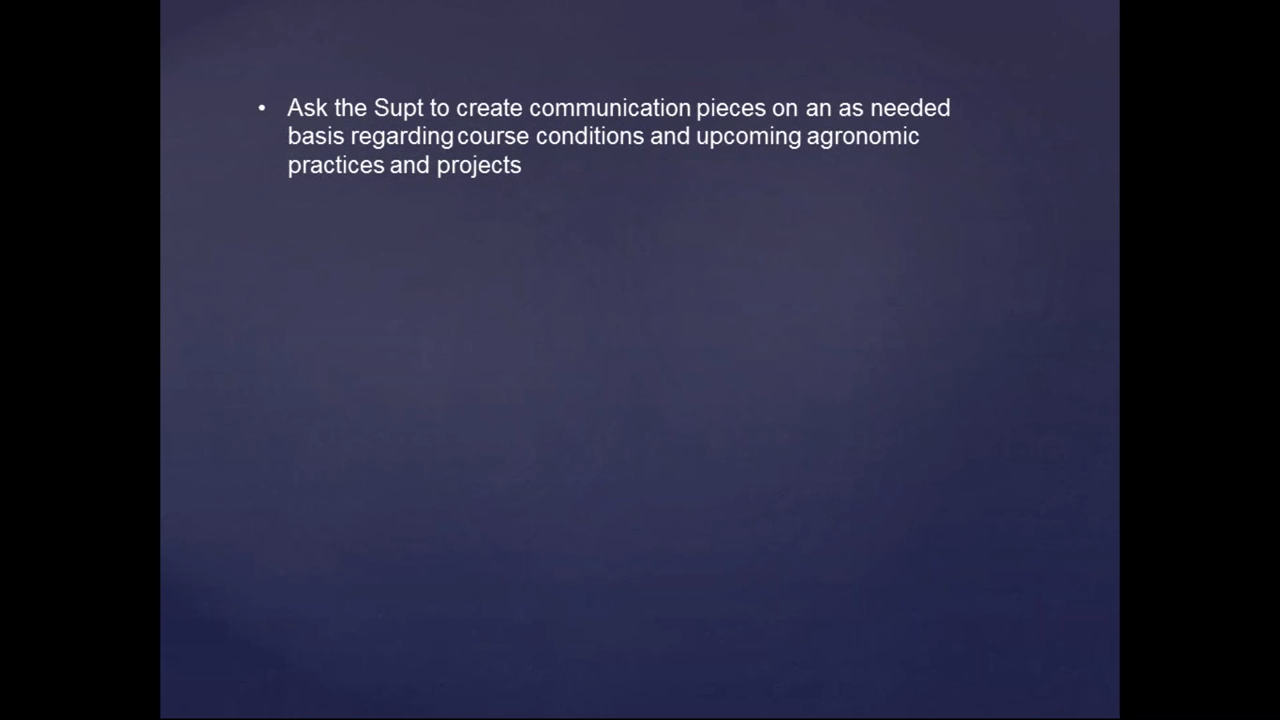 • Ask the Supt to create communication pieces on an as needed
basis regarding course conditions and upcoming agronomic
practices and projects